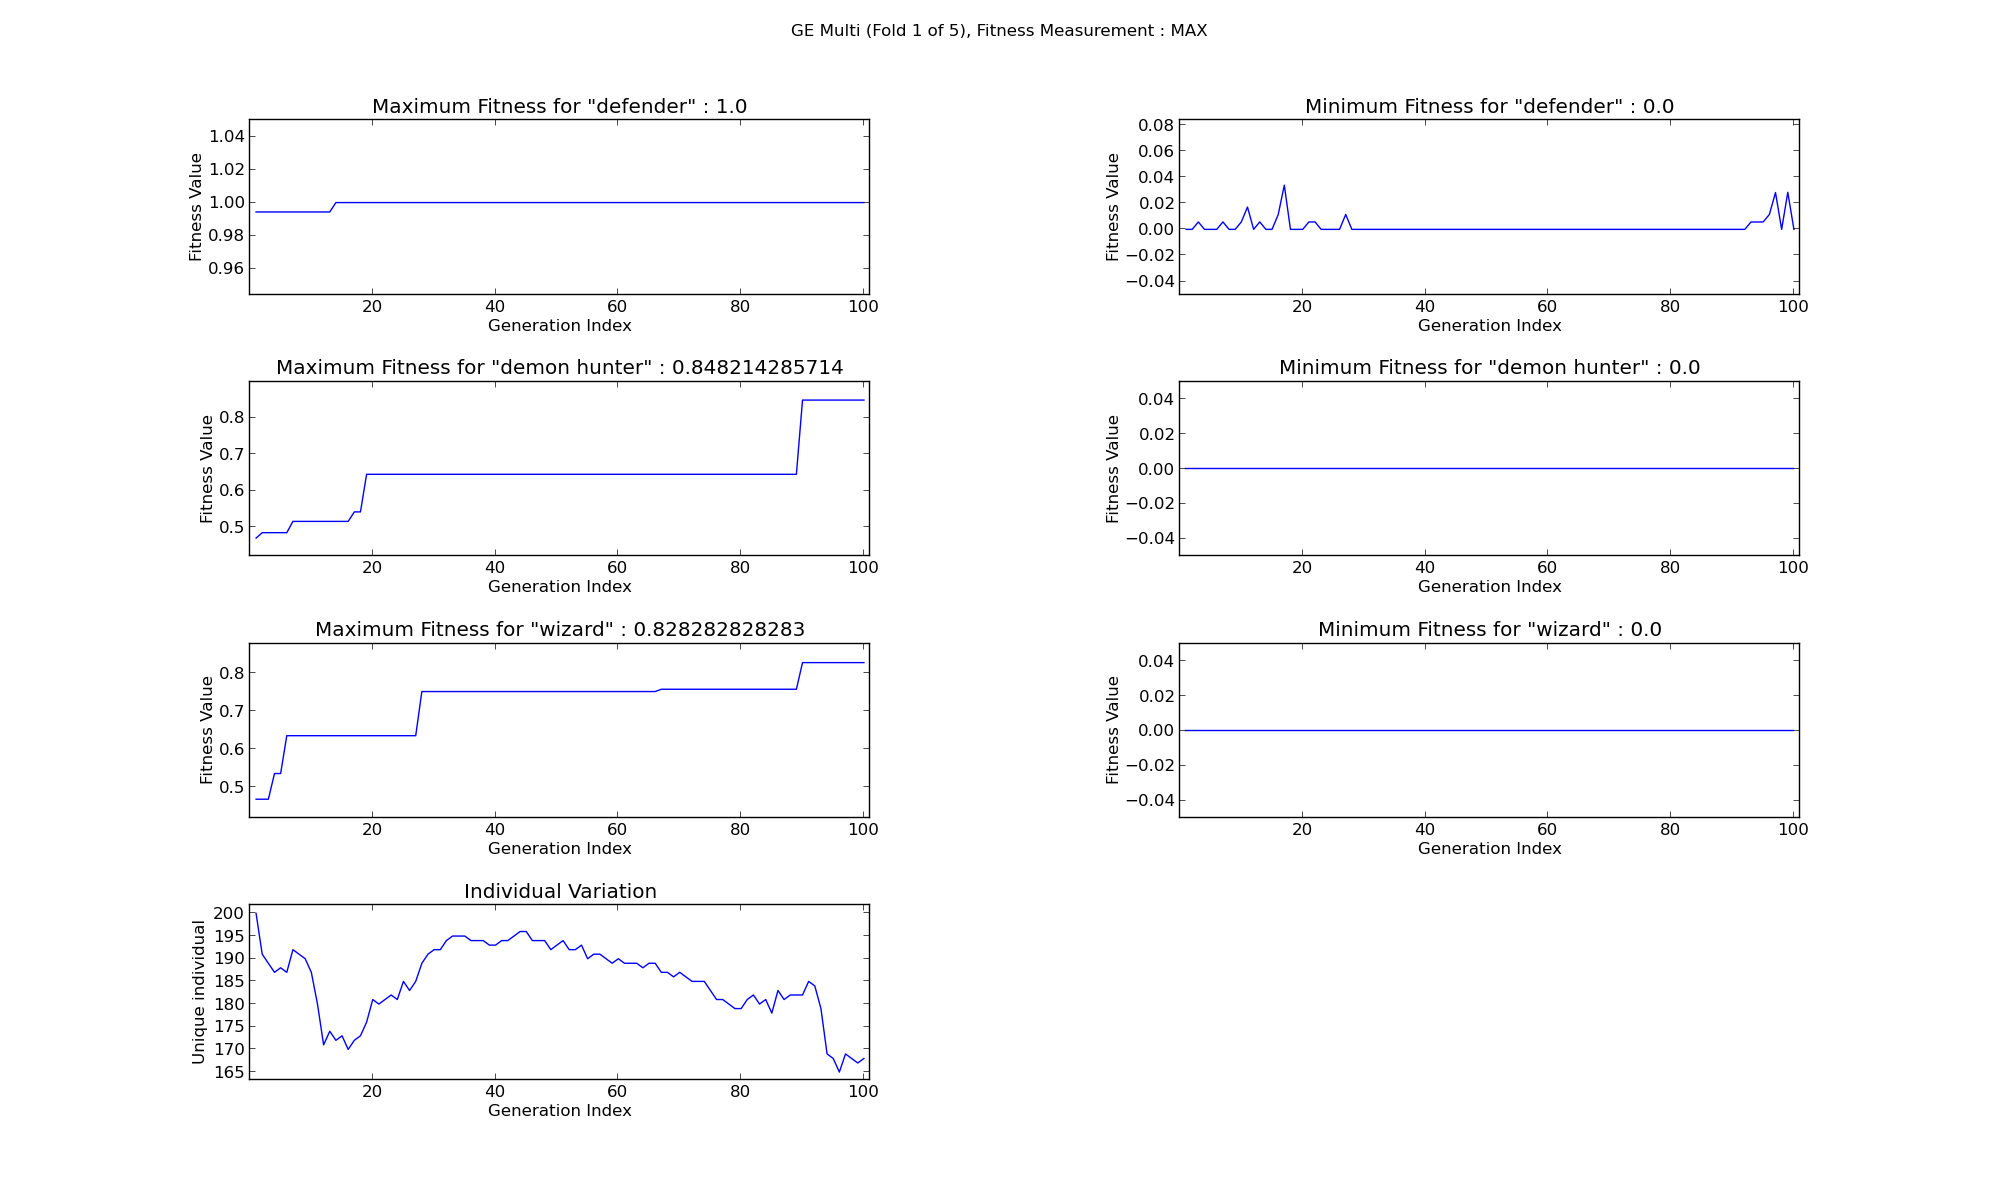 GE Multi (Fold 1 of 5), Fitness Measurement : MAX
Maximum Fitness for "defender" : 1.0
Fitness Value
1.04
1.02
1.00
0.98
0.96
20 40 60 80 100
Generation Index
Minimum Fitness for "defender" : 0.0
Fitness Value
0.08
0.06
0.04
0.02
0.00
−0.02
−0.04
20 40 60 80 100
Generation Index
Maximum Fitness for "demon hunter" : 0.848214285714
Fitness Value
0.8
0.7
0.6
0.5
20 40 60 80 100
Generation Index
Minimum Fitness for "demon hunter" : 0.0
Fitness Value
0.04
0.02
0.00
−0.02
−0.04
20 40 60 80 100
Generation Index
Maximum Fitness for "wizard" : 0.828282828283
Fitness Value
0.8
0.7
0.6
0.5
20 40 60 80 100
Generation Index
Minimum Fitness for "wizard" : 0.0
Fitness Value
0.04
0.02
0.00
−0.02
−0.04
20 40 60 80 100
Generation Index
Individual Variation
Unique individual
200
195
190
185
180
175
170
165
20 40 60 80 100
Generation Index